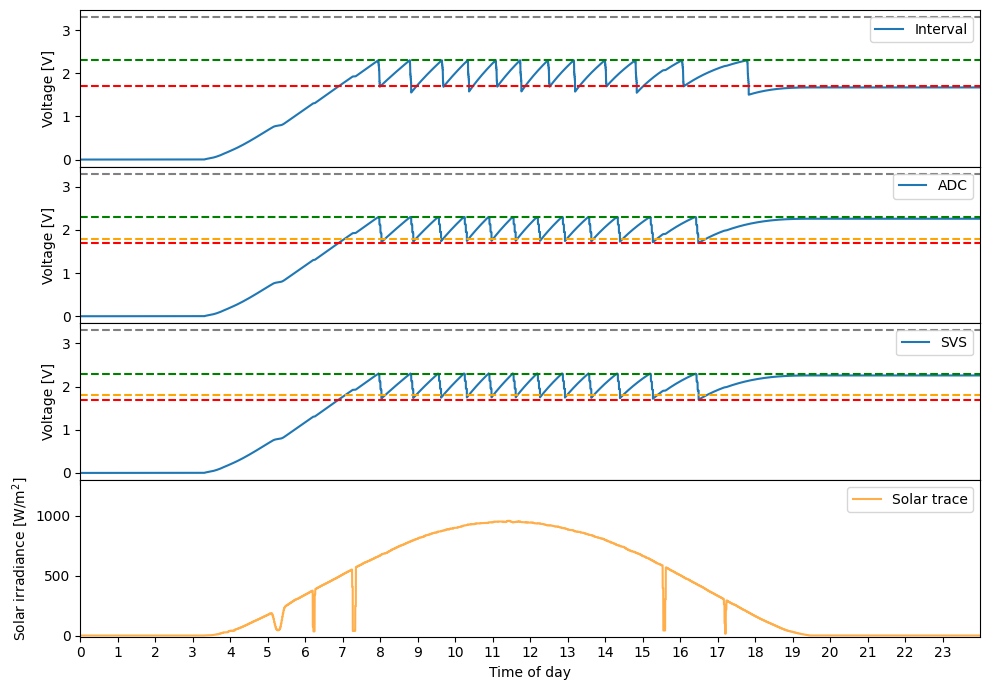 Voltage [V]
3
2
1
0
Interval
Voltage [V]
3
2
1
0
ADC
Voltage [V]
3
2
1
0
SVS
Solar irradiance [W/m²]
1000
500
0
Solar trace
0 1 2 3 4 5 6 7 8 9 10 11 12 13 14 15 16 17 18 19 20 21 22 23
Time of day